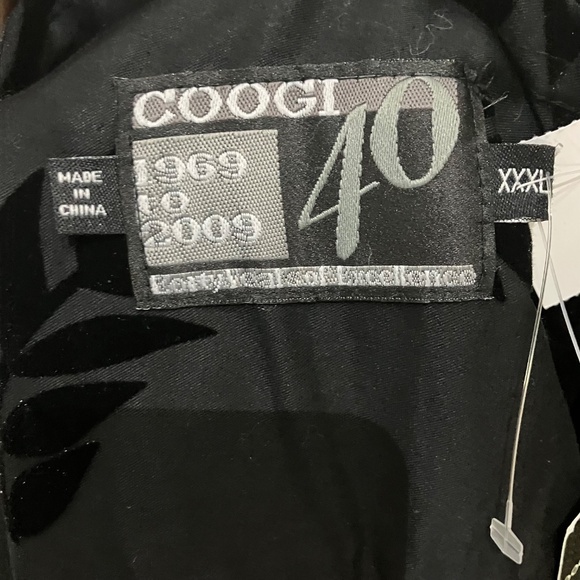 COOGI
40
1969
TO
2009
Forty Years of Excellence
MADE
IN
CHINA
XXXL